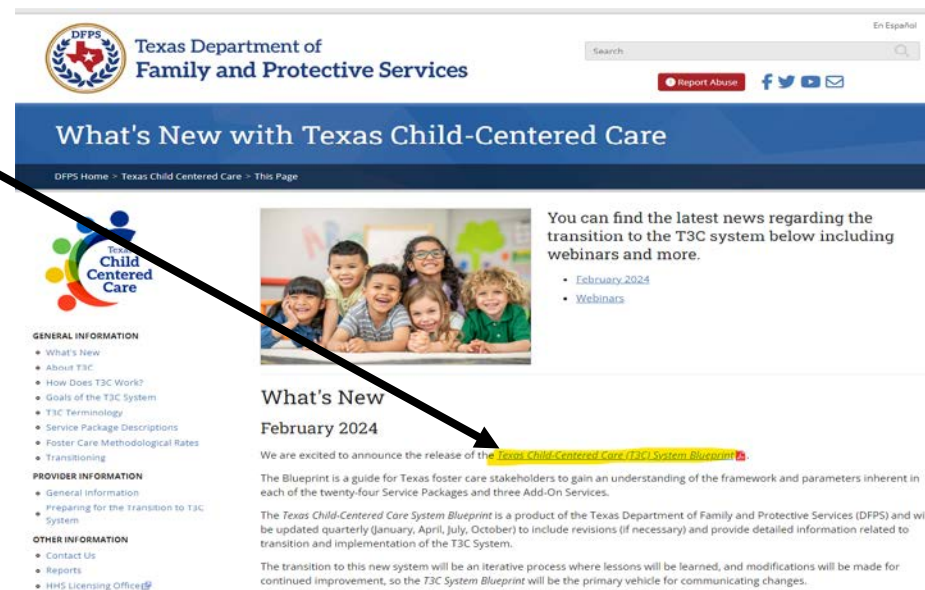 En Español
DFPS
Texas Department of
Family and Protective Services
Search
Report Abuse
What's New with Texas Child-Centered Care
DFPS Home > Texas Child Centered Care > This Page
Texas
Child
Centered
Care
You can find the latest news regarding the
transition to the T3C system below including
webinars and more.
• February 2024
• Webinars
GENERAL INFORMATION
• What's New
• About T3C
• How Does T3C Work?
• Goals of the T3C System
• T3C Terminology
• Service Package Descriptions
• Foster Care Methodological Rates
• Transitioning
PROVIDER INFORMATION
• General Information
• Preparing for the Transition to T3C
System
OTHER INFORMATION
• Contact Us
• Reports
• HHS Licensing Offices
What's New
February 2024
We are excited to announce the release of the Texas Child-Centered Care (T3C) System Blueprint.
The Blueprint is a guide for Texas foster care stakeholders to gain an understanding of the framework and parameters inherent in
each of the twenty-four Service Packages and three Add-On Services.
The Texas Child-Centered Care System Blueprint is a product of the Texas Department of Family and Protective Services (DFPS) and wi
be updated quarterly (January, April, July, October) to include revisions (if necessary) and provide detailed information related to
transition and implementation of the T3C System.
The transition to this new system will be an iterative process where lessons will be learned, and modifications will be made for
continued improvement, so the T3C System Blueprint will be the primary vehicle for communicating changes.